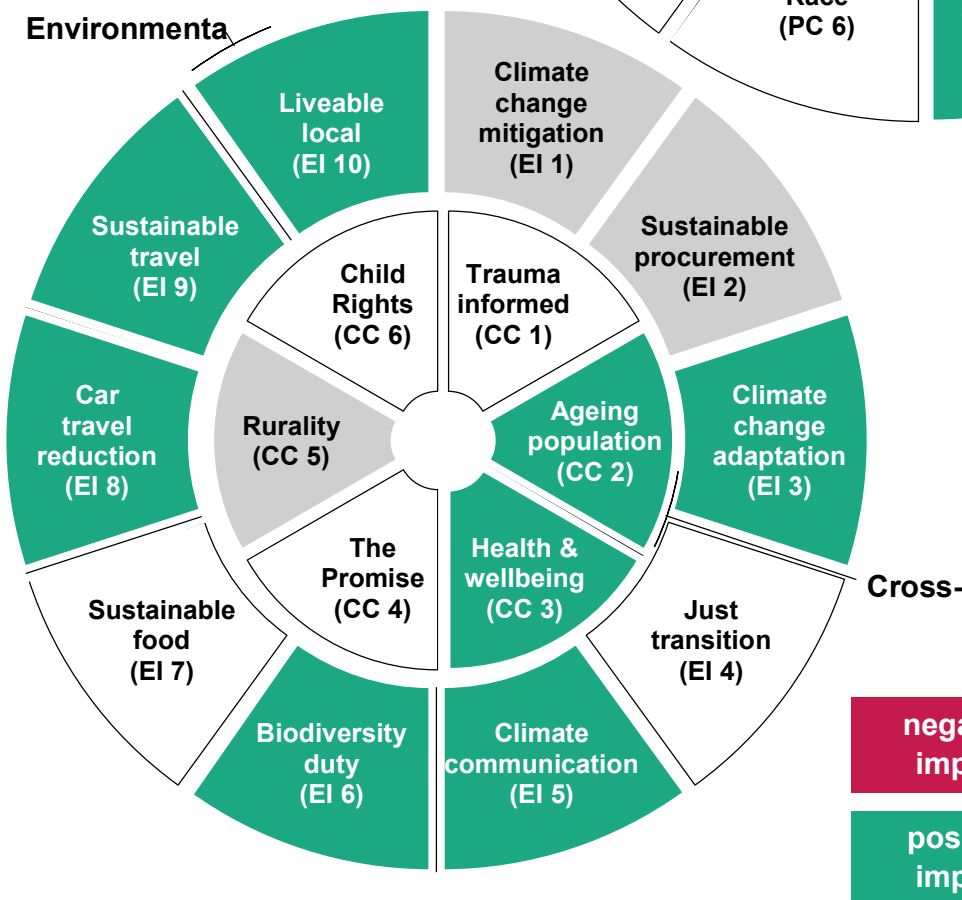 Environmenta
(PC 6)
Liveable
local
(EI 10)
Climate
change
mitigation
(EI 1)
Sustainable
travel
(EI 9)
Sustainable
procurement
(EI 2)
Child
Rights
(CC 6)
Trauma
informed
(CC 1)
Car
travel
reduction
(EI 8)
Rurality
(CC 5)
Ageing
population
(CC 2)
Climate
change
adaptation
(EI 3)
The
Promise
(CC 4)
Health &
wellbeing
(CC 3)
Cross-
Sustainable
food
(EI 7)
Just
transition
(EI 4)
Biodiversity
duty
(EI 6)
Climate
communication
(EI 5)
nega
imp
pos
imp